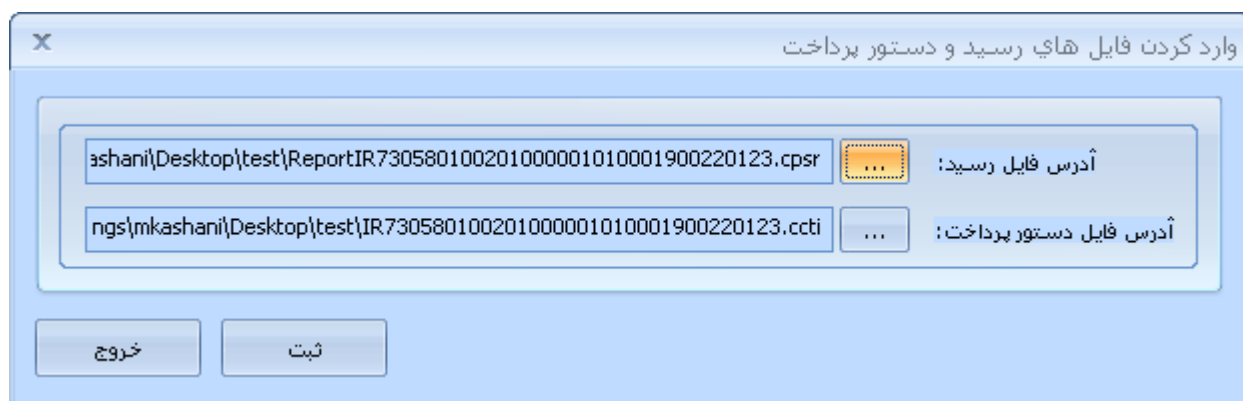 وارد كردن فايل هاي رسيد و دستور پرداخت
X
آدرس فايل رسيد:
...
ashani\Desktop\test\ReportIR730580100201000001010001900220123.cpsr
آدرس فايل دستور پرداخت:
...
ngs\mkashani\Desktop\test\IR730580100201000001010001900220123.ccti
ثبت
خروج